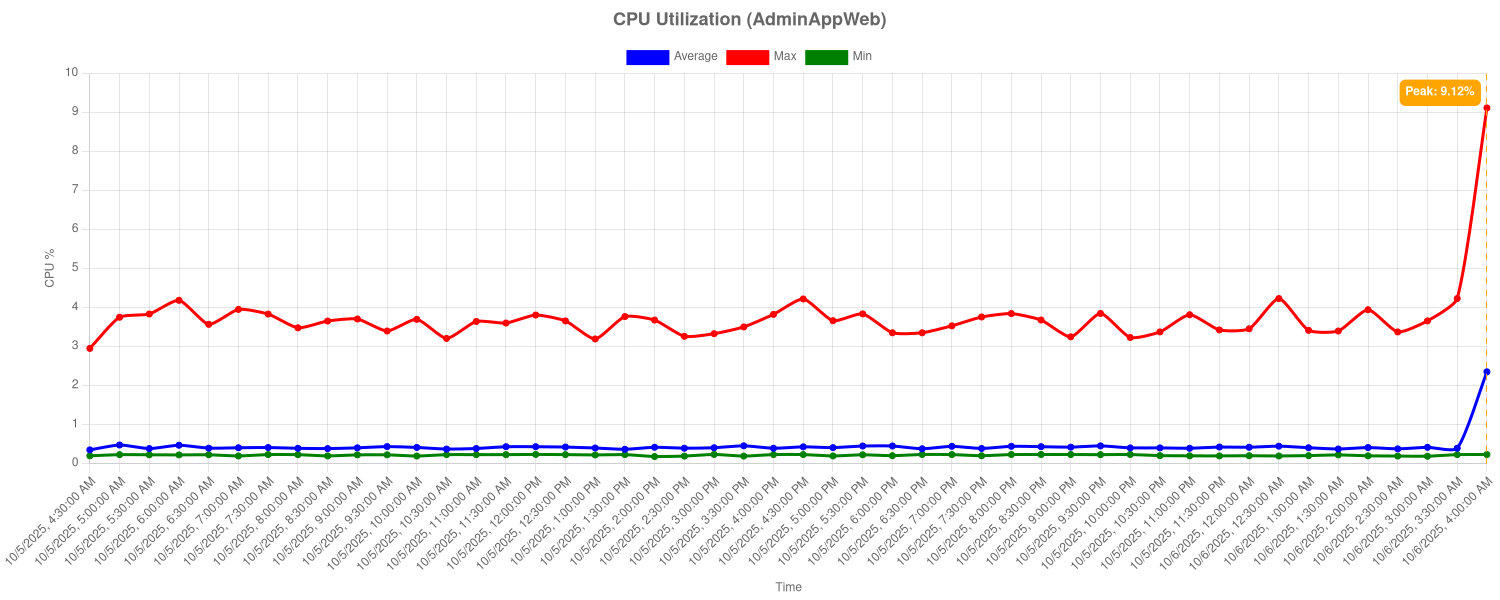 CPU Utilization (AdminAppWeb)
Average Max Min
Peak: 9.12%
10
9
8
7
6
5
4
3
2
1
0
CPU %
10/5/2025, 4:30:00 AM
10/5/2025, 5:00:00 AM
10/5/2025, 5:30:00 AM
10/5/2025, 6:00:00 AM
10/5/2025, 6:30:00 AM
10/5/2025, 7:00:00 AM
10/5/2025, 7:30:00 AM
10/5/2025, 8:00:00 AM
10/5/2025, 8:30:00 AM
10/5/2025, 9:00:00 AM
10/5/2025, 9:30:00 AM
10/5/2025, 10:00:00 AM
10/5/2025, 10:30:00 AM
10/5/2025, 11:00:00 AM
10/5/2025, 11:30:00 AM
10/5/2025, 12:00:00 PM
10/5/2025, 12:30:00 PM
10/5/2025, 1:00:00 PM
10/5/2025, 1:30:00 PM
10/5/2025, 2:00:00 PM
10/5/2025, 2:30:00 PM
10/5/2025, 3:00:00 PM
10/5/2025, 3:30:00 PM
10/5/2025, 4:00:00 PM
10/5/2025, 4:30:00 PM
10/5/2025, 5:00:00 PM
10/5/2025, 5:30:00 PM
10/5/2025, 6:00:00 PM
10/5/2025, 6:30:00 PM
10/5/2025, 7:00:00 PM
10/5/2025, 7:30:00 PM
10/5/2025, 8:00:00 PM
10/5/2025, 8:30:00 PM
10/5/2025, 9:00:00 PM
10/5/2025, 9:30:00 PM
10/5/2025, 10:00:00 PM
10/5/2025, 10:30:00 PM
10/5/2025, 11:00:00 PM
10/5/2025, 11:30:00 PM
10/6/2025, 12:00:00 AM
10/6/2025, 12:30:00 AM
10/6/2025, 1:00:00 AM
10/6/2025, 1:30:00 AM
10/6/2025, 2:00:00 AM
10/6/2025, 2:30:00 AM
10/6/2025, 3:00:00 AM
10/6/2025, 3:30:00 AM
10/6/2025, 4:00:00 AM
Time